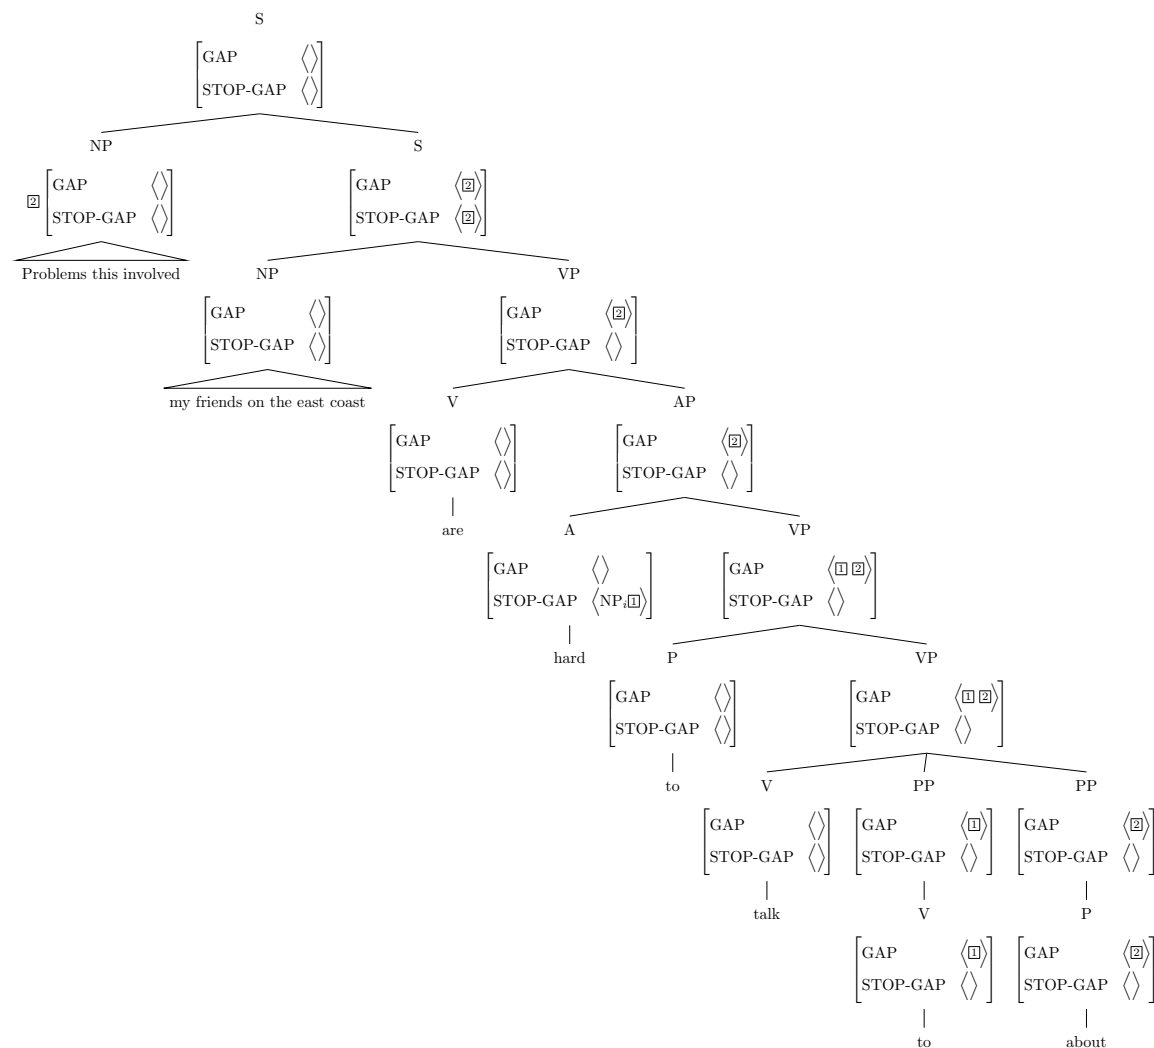 S
GAP ⟨⟩
STOP-GAP ⟨⟩
NP S
2 GAP ⟨⟩ GAP ⟨2⟩
STOP-GAP ⟨⟩ STOP-GAP ⟨2⟩
Problems this involved NP VP
GAP ⟨⟩ GAP ⟨2⟩
STOP-GAP ⟨⟩ STOP-GAP ⟨⟩
my friends on the east coast V AP
GAP ⟨⟩ GAP ⟨2⟩
STOP-GAP ⟨⟩ STOP-GAP ⟨⟩
are A VP
GAP ⟨⟩ GAP ⟨1 2⟩
STOP-GAP ⟨NPi1⟩ STOP-GAP ⟨⟩
hard P VP
GAP ⟨⟩ GAP ⟨1 2⟩
STOP-GAP ⟨⟩ STOP-GAP ⟨⟩
to V PP PP
GAP ⟨⟩ GAP ⟨1⟩ GAP ⟨2⟩
STOP-GAP ⟨⟩ STOP-GAP ⟨⟩ STOP-GAP ⟨⟩
talk V P
GAP ⟨1⟩ GAP ⟨2⟩
STOP-GAP ⟨⟩ STOP-GAP ⟨⟩
to about